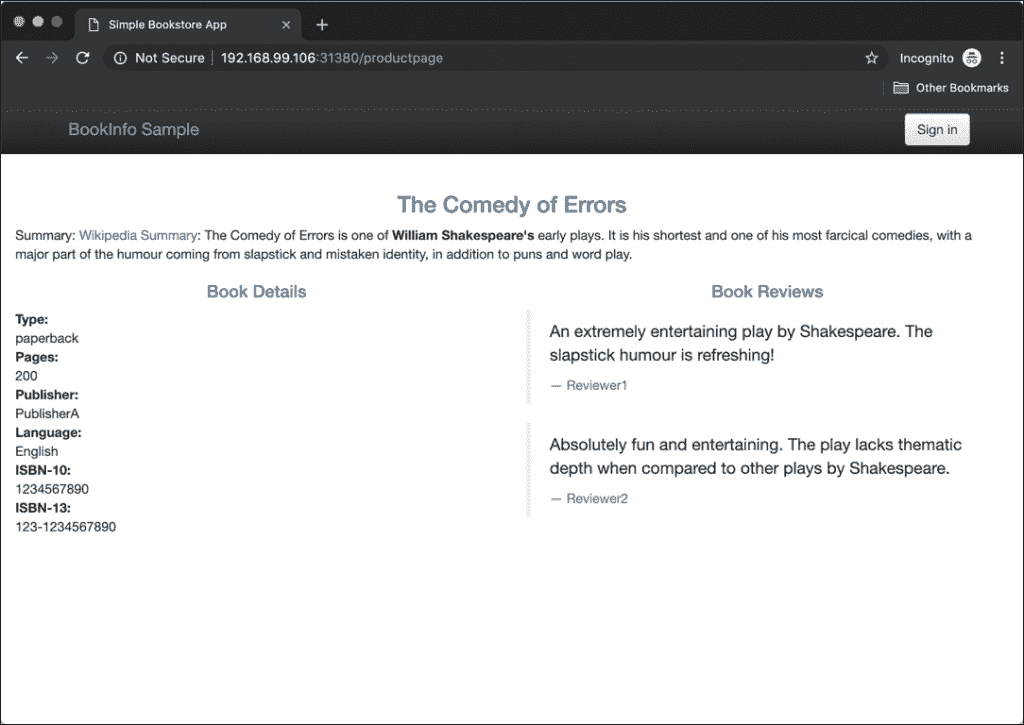 Simple Bookstore App
Not Secure | 192.168.99.106:31380/productpage
Incognito
Other Bookmarks
BookInfo Sample
Sign in
The Comedy of Errors
Summary: Wikipedia Summary: The Comedy of Errors is one of William Shakespeare's early plays. It is his shortest and one of his most farcical comedies, with a
major part of the humour coming from slapstick and mistaken identity, in addition to puns and word play.
Book Details
Type:
paperback
Pages:
200
Publisher:
PublisherA
Language:
English
ISBN-10:
1234567890
ISBN-13:
123-1234567890
Book Reviews
An extremely entertaining play by Shakespeare. The
slapstick humour is refreshing!
— Reviewer1
Absolutely fun and entertaining. The play lacks thematic
depth when compared to other plays by Shakespeare.
— Reviewer2